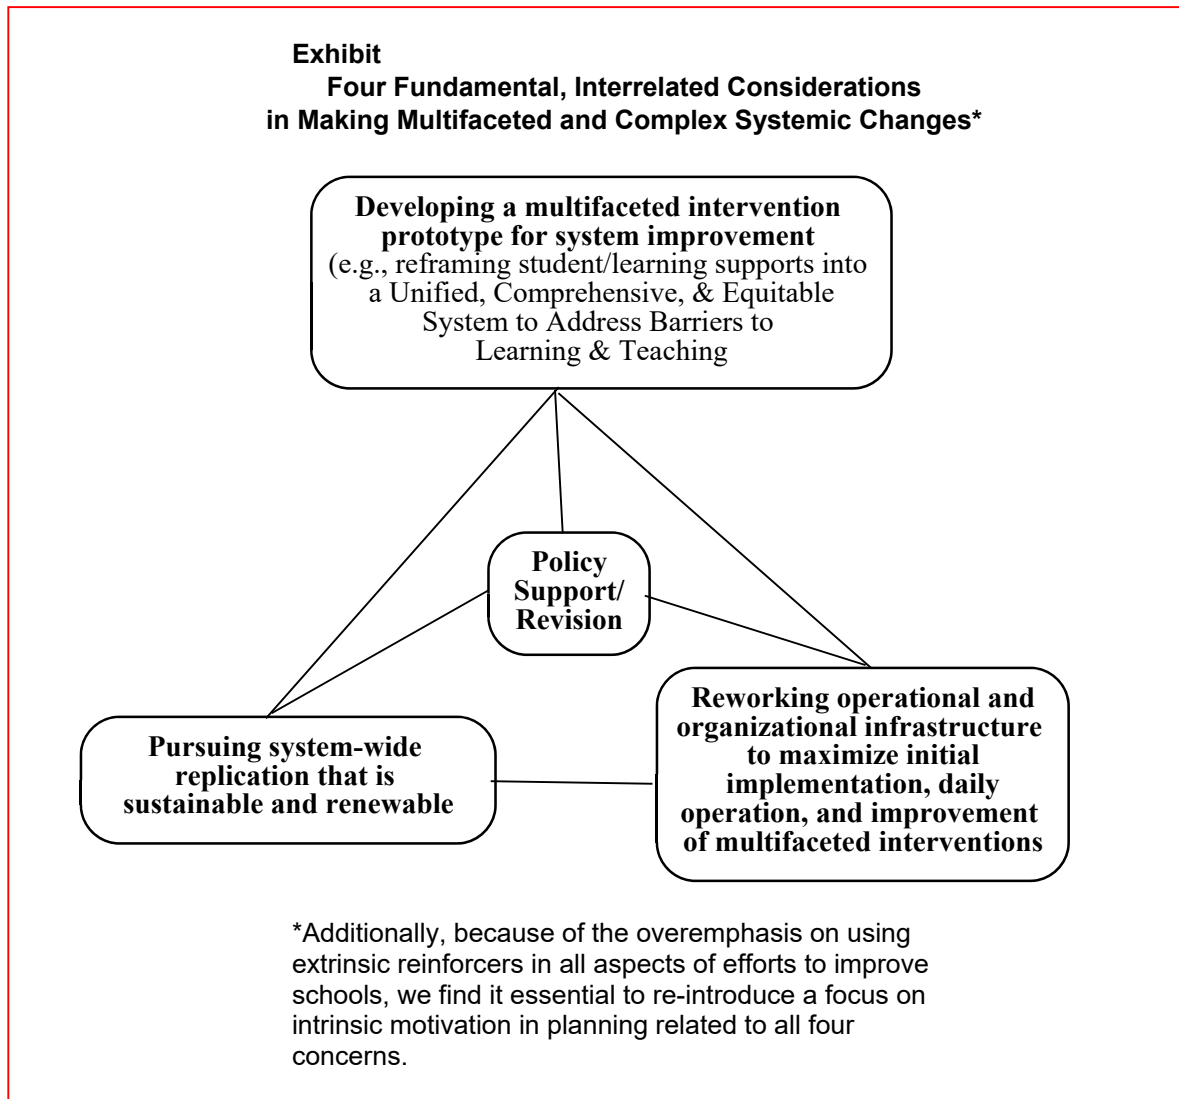 Exhibit
Four Fundamental, Interrelated Considerations
in Making Multifaceted and Complex Systemic Changes*
Developing a multifaceted intervention
prototype for system improvement
(e.g., reframing student/learning supports into
a Unified, Comprehensive, & Equitable
System to Address Barriers to
Learning & Teaching
Policy
Support/
Revision
Pursuing system-wide
replication that is
sustainable and renewable
Reworking operational and
organizational infrastructure
to maximize initial
implementation, daily
operation, and improvement
of multifaceted interventions
*Additionally, because of the overemphasis on using
extrinsic reinforcers in all aspects of efforts to improve
schools, we find it essential to re-introduce a focus on
intrinsic motivation in planning related to all four
concerns.